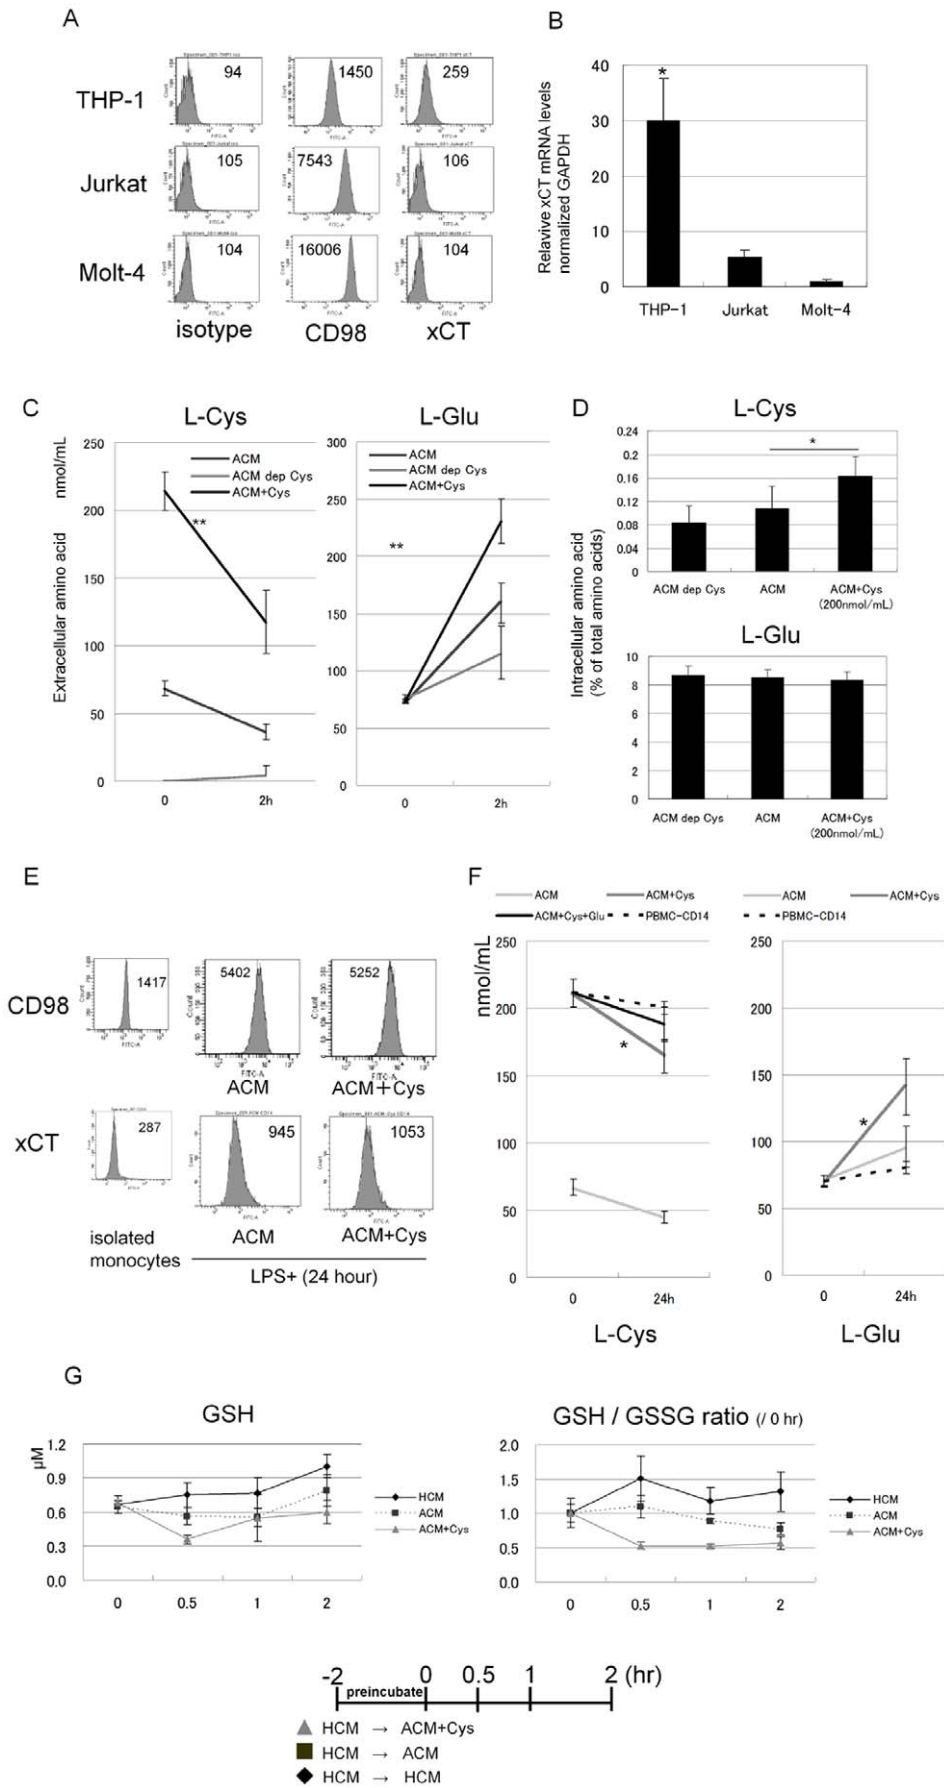 A
THP-1
94
1450
259
Jurkat
105
7543
106
Molt-4
104
16006
104
isotype
CD98
xCT
B
Relavive xCT mRNA levels
normalized GAPDH
40
30
20
10
0
*
THP-1
Jurkat
Molt-4
C
L-Cys
Extracellular amino acid nmol/mL
250
200
150
100
50
0
ACM
ACM dep Cys
ACM+Cys
**
0
2h
L-Glu
300
250
200
150
100
50
0
ACM
ACM dep Cys
ACM+Cys
**
0
2h
D
L-Cys
Intracellular amino acid
(% of total amino acids)
0.24
0.2
0.16
0.12
0.08
0.04
0
*
ACM dep Cys
ACM
ACM+Cys
(200nmol/mL)
L-Glu
10
8
6
4
2
0
ACM dep Cys
ACM
ACM+Cys
(200nmol/mL)
E
CD98
1417
5402
5252
ACM
ACM+Cys
xCT
287
945
1053
isolated
monocytes
ACM
ACM+Cys
LPS+ (24 hour)
F
ACM
ACM+Cys
ACM+Cys+Glu
PBMC-CD14
nmol/mL
250
200
150
100
50
0
*
0
24h
L-Cys
ACM
ACM+Cys
PBMC-CD14
250
200
150
100
50
0
*
0
24h
L-Glu
G
GSH
µM
1.2
0.9
0.6
0.3
0.0
0
0.5
1
2
HCM
ACM
ACM+Cys
GSH / GSSG ratio (/ 0 hr)
2.0
1.5
1.0
0.5
0.0
0
0.5
1
2
HCM
ACM
ACM+Cys
-2 0 0.5 1 2 (hr)
preincubate
HCM → ACM+Cys
HCM → ACM
HCM → HCM